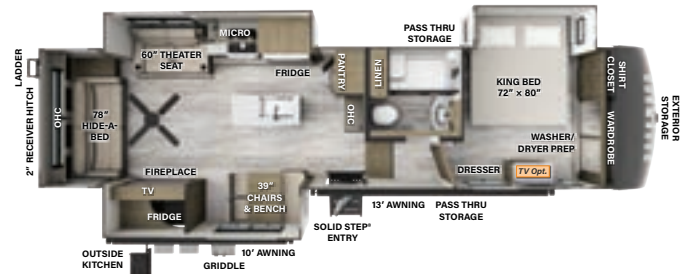 LADDER
2" RECEIVER HITCH
OHC
78"
HIDE-A-
BED
60" THEATER
SEAT
MICRO
FRIDGE
PANTRY
OHC
LINEN
PASS THRU
STORAGE
KING BED
72" x 80"
SHIRT
CLOSET
WARDROBE
EXTERIOR
STORAGE
WASHER/
DRYER PREP
DRESSER
TV Opt.
FIREPLACE
TV
FRIDGE
39"
CHAIRS
& BENCH
OUTSIDE
KITCHEN
GRIDDLE
10' AWNING
SOLID STEP®
ENTRY
13' AWNING
PASS THRU
STORAGE